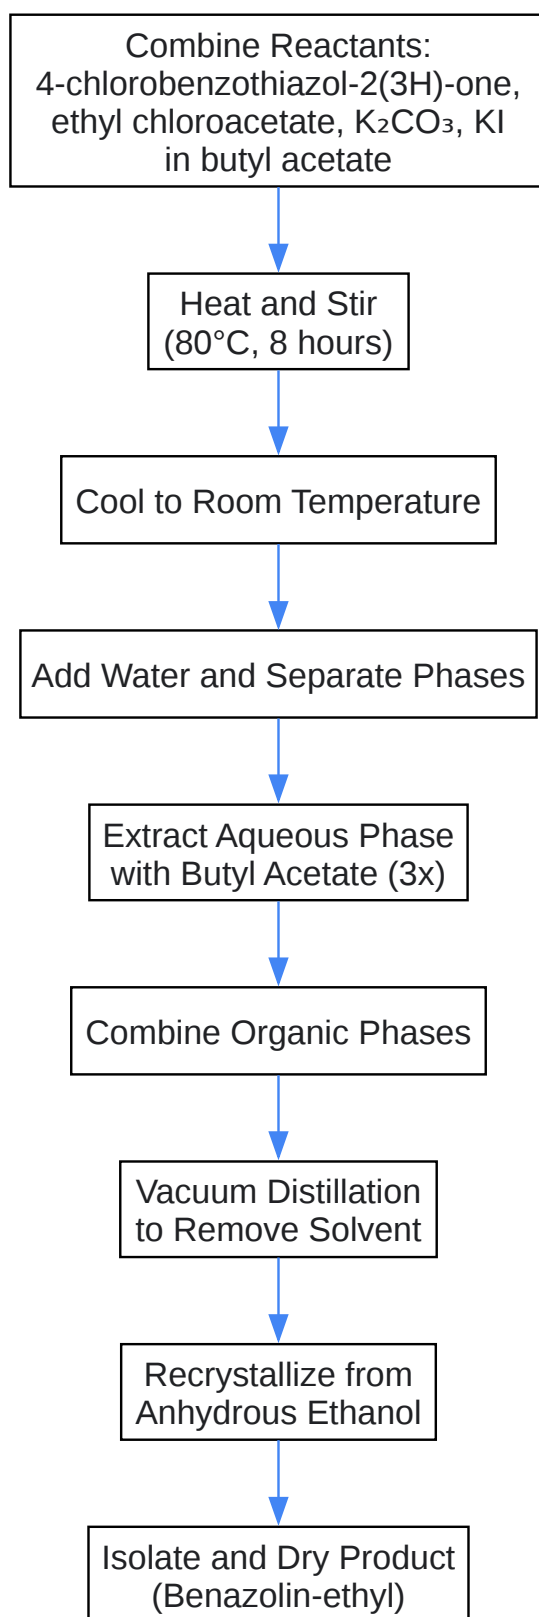 Combine Reactants:
4-chlorobenzothiazol-2(3H)-one,
ethyl chloroacetate, K₂CO₃, KI
in butyl acetate
Heat and Stir
(80°C, 8 hours)
Cool to Room Temperature
Add Water and Separate Phases
Extract Aqueous Phase
with Butyl Acetate (3x)
Combine Organic Phases
Vacuum Distillation
to Remove Solvent
Recrystallize from
Anhydrous Ethanol
Isolate and Dry Product
(Benazolin-ethyl)